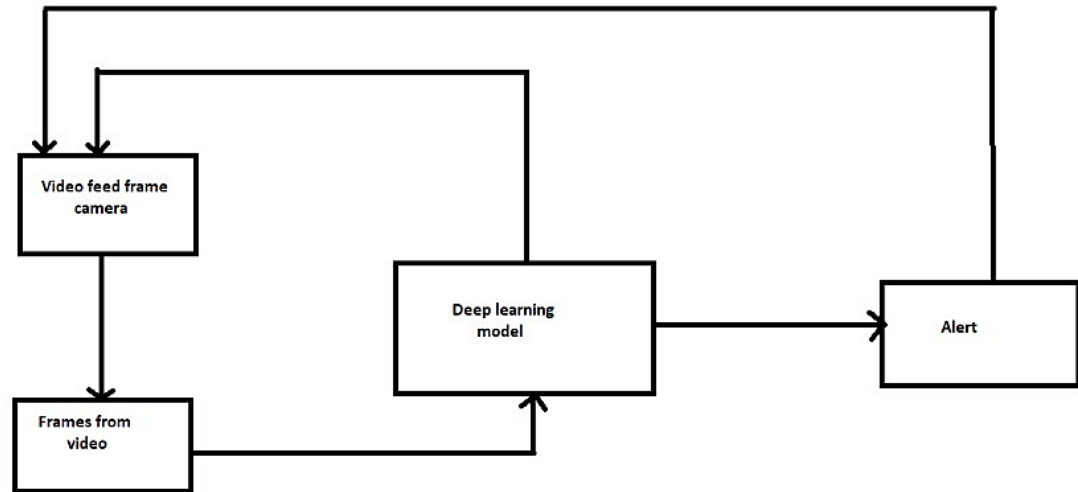 Video feed frame
camera
Deep learning
model
Alert
Frames from
video